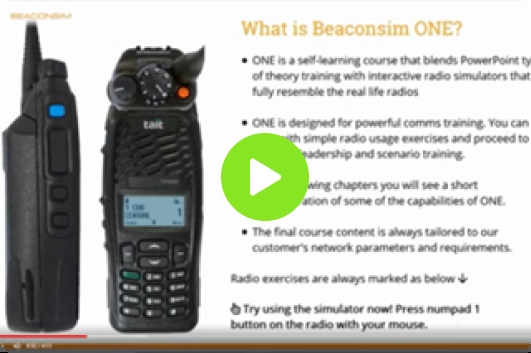 BEACONSIM
What is Beaconsim ONE?
• ONE is a self-learning course that blends PowerPoint ty
of theory training with interactive radio simulators that
fully resemble the real life radios
• ONE is designed for powerful comms training. You can
with simple radio usage exercises and proceed to
leadership and scenario training.
wing chapters you will see a short
ation of some of the capabilities of ONE.
• The final course content is always tailored to our
customer's network parameters and requirements.
Radio exercises are always marked as below ↓
Try using the simulator now! Press numpad 1
button on the radio with your mouse.
tait
1 CDO
CENTRAL 1